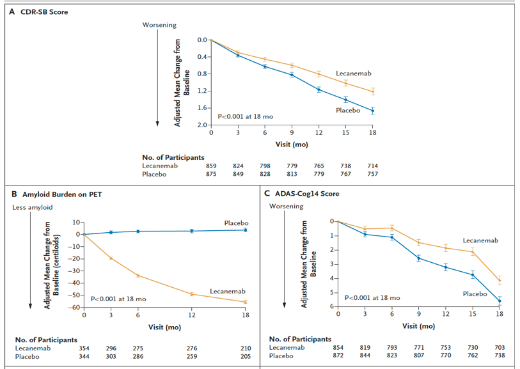 A CDR-SB Score
Worsening
Adjusted Mean Change from
Baseline
0.0
0.4
0.8
1.2
1.6
2.0
Lecanemab
Placebo
P<0.001 at 18 mo
0 3 6 9 12 15 18
Visit (mo)
No. of Participants
Lecanemab 859 824 798 779 765 738 714
Placebo 875 849 828 813 779 767 757
B Amyloid Burden on PET
Less amyloid
Adjusted Mean Change from
Baseline (centiloids)
10
0
−10
−20
−30
−40
−50
−60
Placebo
Lecanemab
P<0.001 at 18 mo
0 3 6 12 18
Visit (mo)
No. of Participants
Lecanemab 354 296 275 276 210
Placebo 344 303 286 259 205
C ADAS-Cog14 Score
Worsening
Adjusted Mean Change from
Baseline
0
1
2
3
4
5
6
Lecanemab
Placebo
P<0.001 at 18 mo
0 3 6 9 12 15 18
Visit (mo)
No. of Participants
Lecanemab 854 819 793 771 753 730 703
Placebo 872 844 823 807 770 762 738